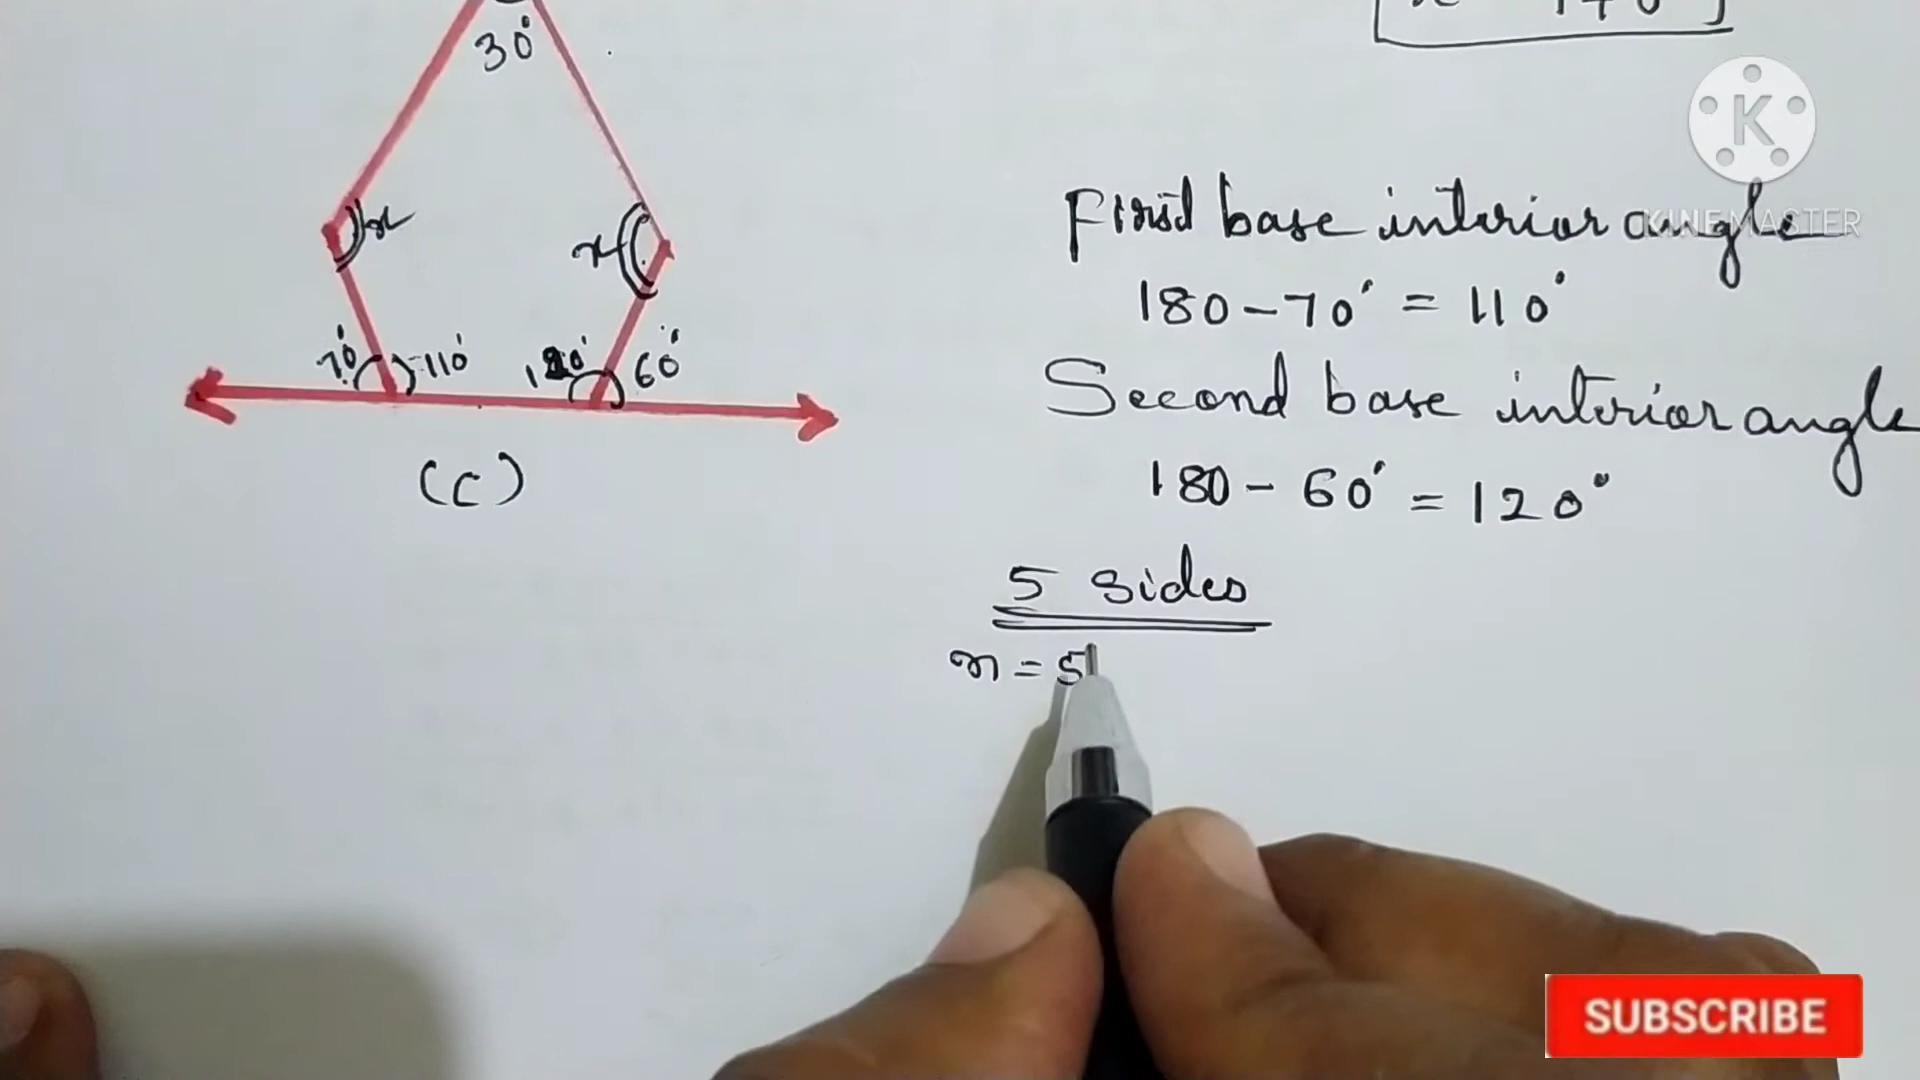 30°
x
x
70° 110° 120° 60°
(c)
K
KINEMASTER
First base interior angle
180 - 70° = 110°
Second base interior angle
180 - 60° = 120°
5 sides
n = 5
SUBSCRIBE